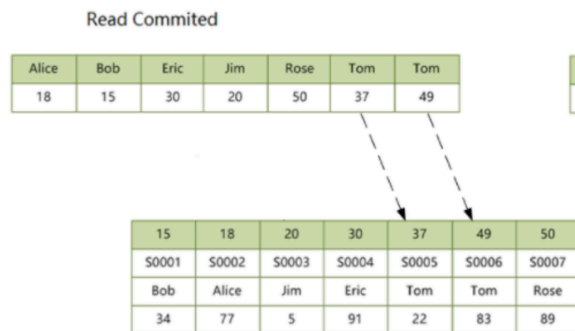 Read Commited
Alice Bob Eric Jim Rose Tom Tom
18 15 30 20 50 37 49
15 18 20 30 37 49 50
S0001 S0002 S0003 S0004 S0005 S0006 S0007
Bob Alice Jim Eric Tom Tom Rose
34 77 5 91 22 83 89